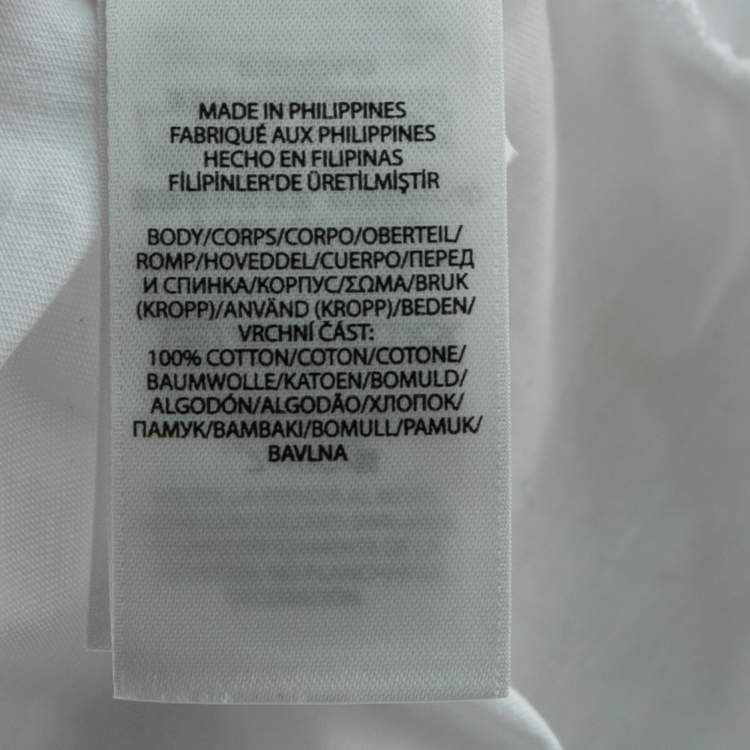 MADE IN PHILIPPINES
FABRIQUÉ AUX PHILIPPINES
HECHO EN FILIPINAS
FİLİPİNLER'DE ÜRETİLMİŞTİR
BODY/CORPS/CORPO/OBERTEIL/
ROMP/HOVEDDEL/CUERPO/ПЕРЕД
И СПИНКА/КОРПУС/ΣΩΜΑ/BRUK
(KROPP)/ANVÄND (KROPP)/BEDEN/
VRCHNÍ ČÁST:
100% COTTON/COTON/COTONE/
BAUMWOLLE/KATOEN/BOMULD/
ALGODÓN/ALGODÃO/ХЛОПОК/
ПАМУК/BAMBAKI/BOMULL/PAMUK/
BAVLNA